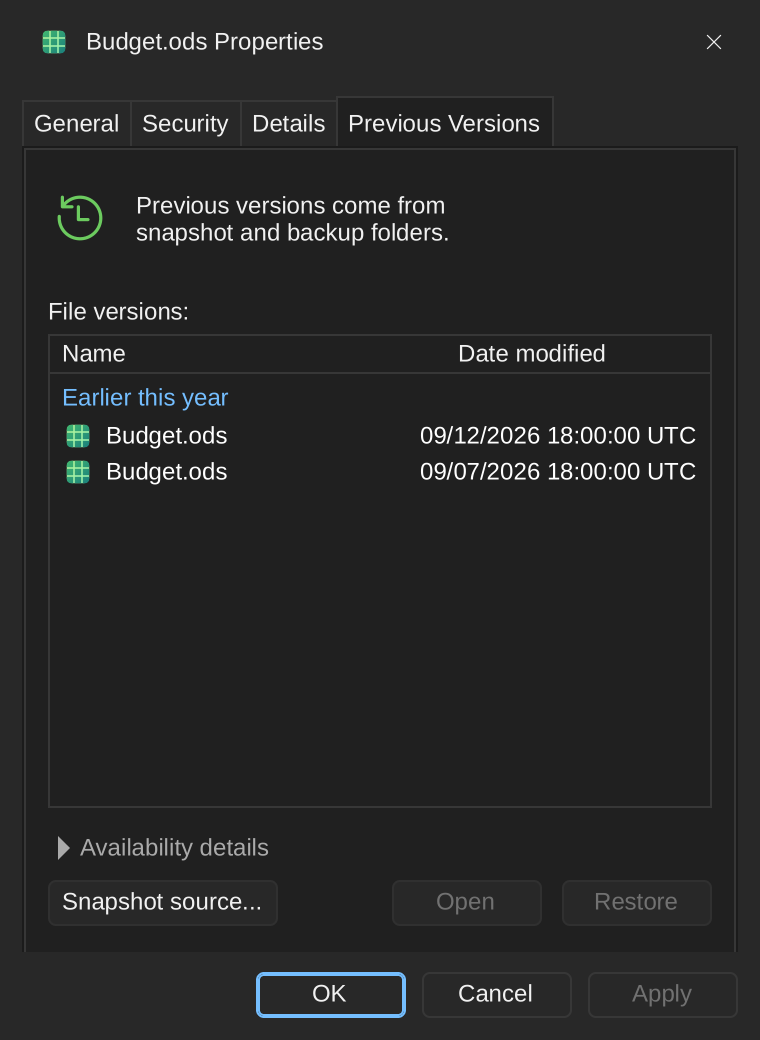 Budget.ods Properties
General Security Details Previous Versions
Previous versions come from
snapshot and backup folders.
File versions:
Name Date modified
Earlier this year
Budget.ods 09/12/2026 18:00:00 UTC
Budget.ods 09/07/2026 18:00:00 UTC
Availability details
Snapshot source... Open Restore
OK Cancel Apply